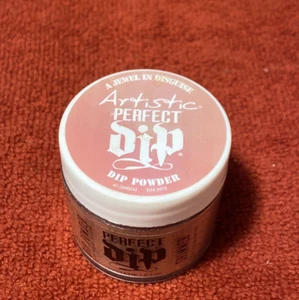 A JEWEL IN DISGUISE
Artistic
PERFECT
dip
DIP POWDER
PERFECT
dip